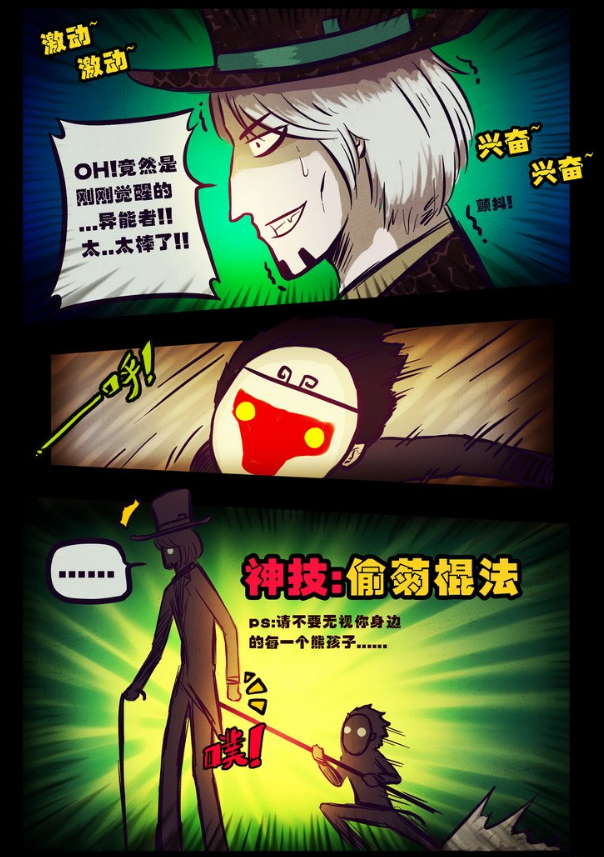 激动~
激动~
OH!竟然是
刚刚觉醒的
...异能者!!
太..太棒了!!
兴奋~
兴奋~
颤抖!
呼!
......
神技:偷菊棍法
ps:请不要无视你身边
的每一个熊孩子......
噗!